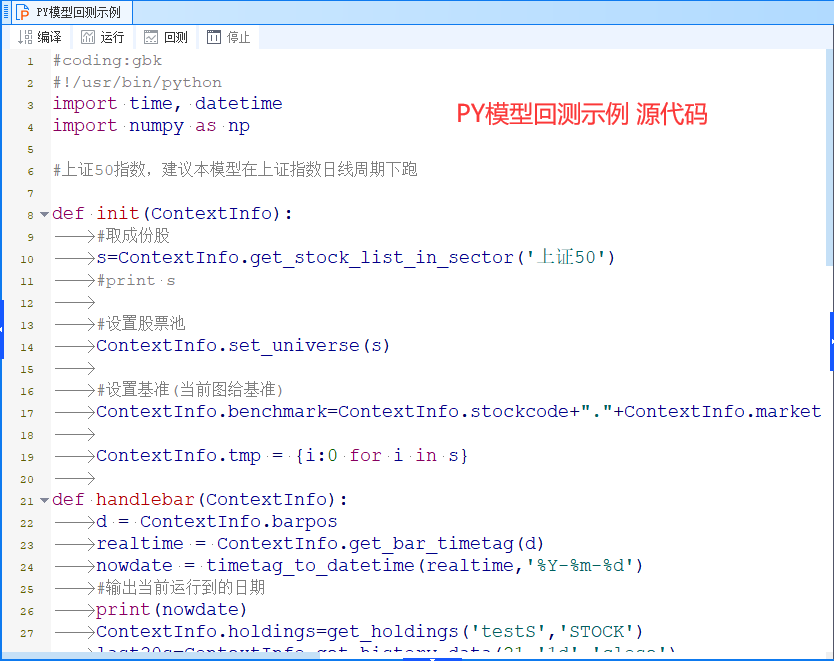 PY模型回测示例
编译 运行 回测 停止
1 #coding:gbk
2 #!/usr/bin/python
3 import time, datetime
PY模型回测示例 源代码
4 import numpy as np
5
6 #上证50指数，建议本模型在上证指数日线周期下跑
7
8 def init(ContextInfo):
9 #取成份股
10 s=ContextInfo.get_stock_list_in_sector('上证50')
11 #print s
12
13 #设置股票池
14 ContextInfo.set_universe(s)
15
16 #设置基准(当前图给基准)
17 ContextInfo.benchmark=ContextInfo.stockcode+"."+ContextInfo.market
18
19 ContextInfo.tmp = {i:0 for i in s}
20
21 def handlebar(ContextInfo):
22 d = ContextInfo.barpos
23 realtime = ContextInfo.get_bar_timetag(d)
24 nowdate = timetag_to_datetime(realtime,'%Y-%m-%d')
25 #输出当前运行到的日期
26 print(nowdate)
27 ContextInfo.holdings=get_holdings('testS','STOCK')
last20s=ContextInfo.get_history_data(21,'1d','close')